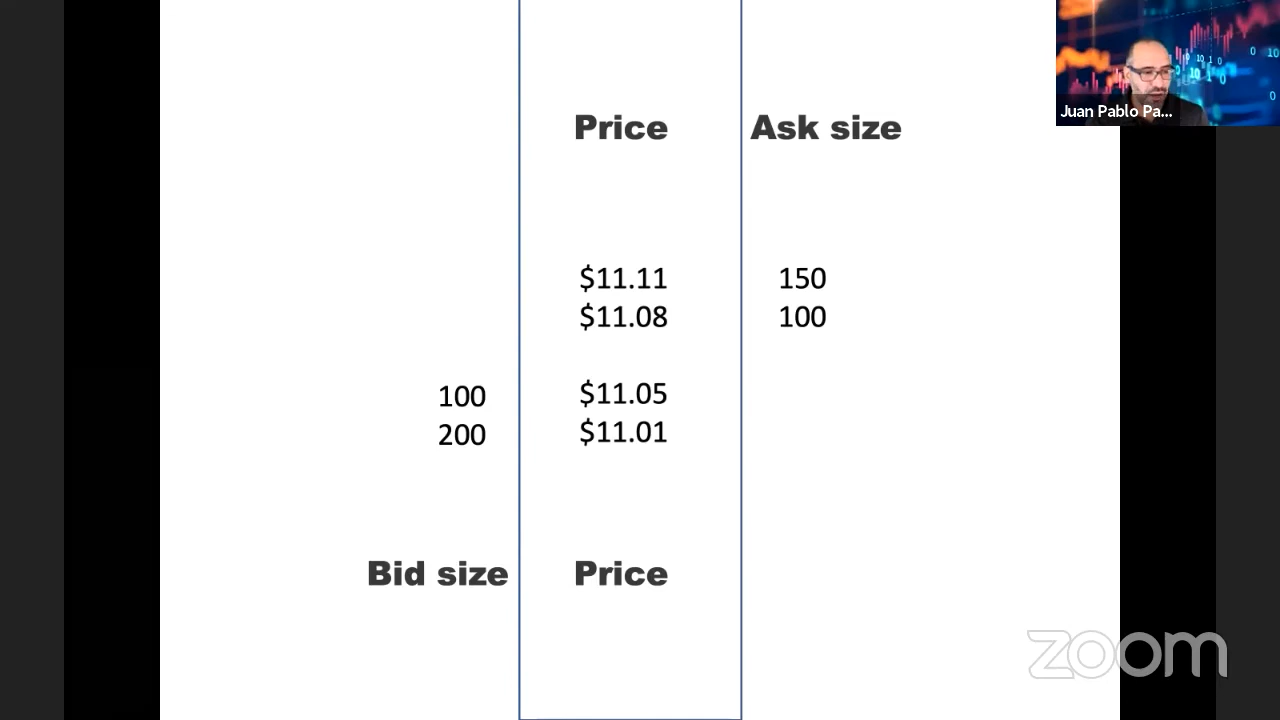 Price Ask size
$11.11 150
$11.08 100
100 $11.05
200 $11.01
Bid size Price
Juan Pablo Pa...
zoom